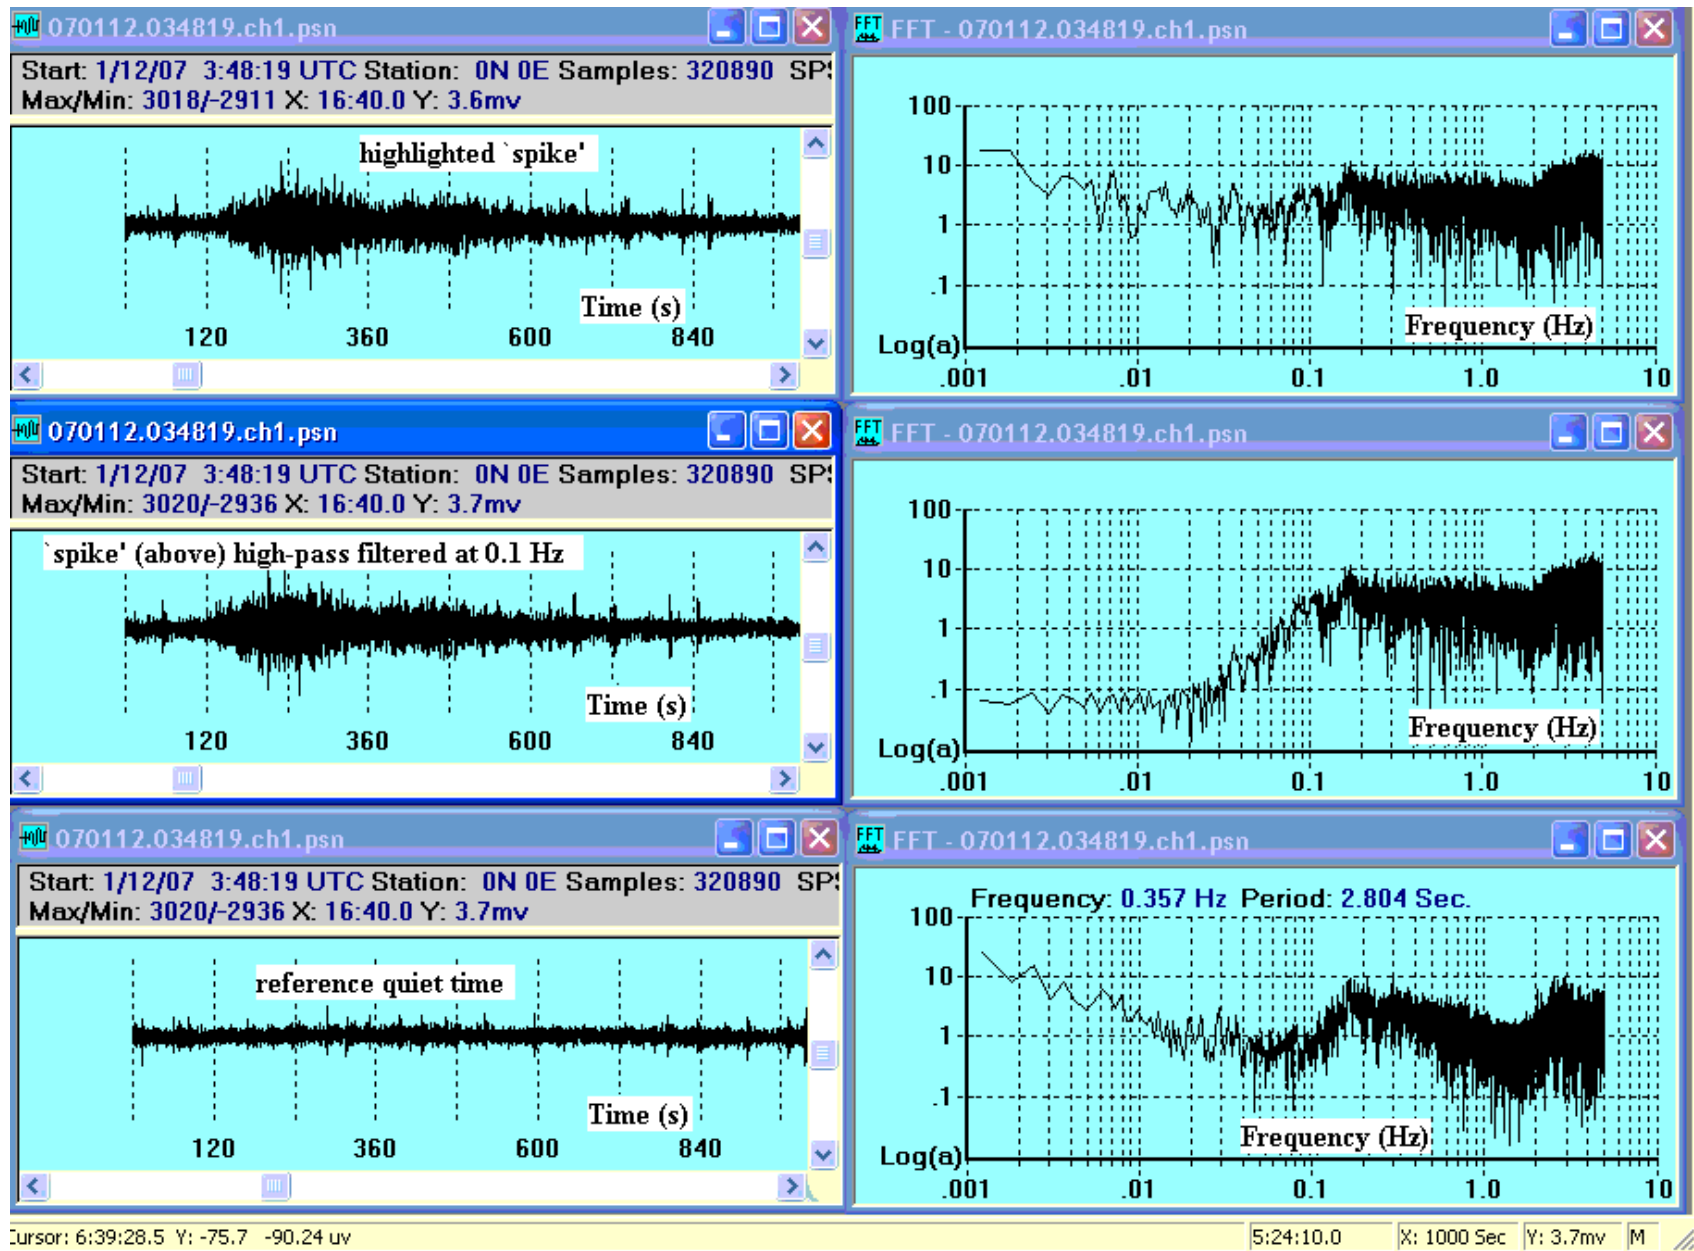 070112.034819.ch1.psn
Start: 1/12/07 3:48:19 UTC Station: 0N 0E Samples: 320890 SPS
Max/Min: 3018/-2911 X: 16:40.0 Y: 3.6mv
highlighted `spike'
Time (s)
120 360 600 840
FFT - 070112.034819.ch1.psn
100
10
1
.1
Log(a)
Frequency (Hz)
.001 .01 0.1 1.0 10
070112.034819.ch1.psn
Start: 1/12/07 3:48:19 UTC Station: 0N 0E Samples: 320890 SPS
Max/Min: 3020/-2936 X: 16:40.0 Y: 3.7mv
`spike' (above) high-pass filtered at 0.1 Hz
Time (s)
120 360 600 840
FFT - 070112.034819.ch1.psn
100
10
1
.1
Log(a)
Frequency (Hz)
.001 .01 0.1 1.0 10
070112.034819.ch1.psn
Start: 1/12/07 3:48:19 UTC Station: 0N 0E Samples: 320890 SPS
Max/Min: 3020/-2936 X: 16:40.0 Y: 3.7mv
reference quiet time
Time (s)
120 360 600 840
FFT - 070112.034819.ch1.psn
Frequency: 0.357 Hz Period: 2.804 Sec.
100
10
1
.1
Log(a)
Frequency (Hz)
.001 .01 0.1 1.0 10
Cursor: 6:39:28.5 Y: -75.7 -90.24 uv
5:24:10.0 X: 1000 Sec Y: 3.7mv M